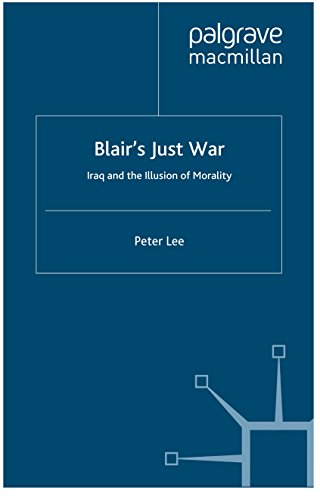 palgrave
macmillan
Blair's Just War
Iraq and the Illusion of Morality
Peter Lee